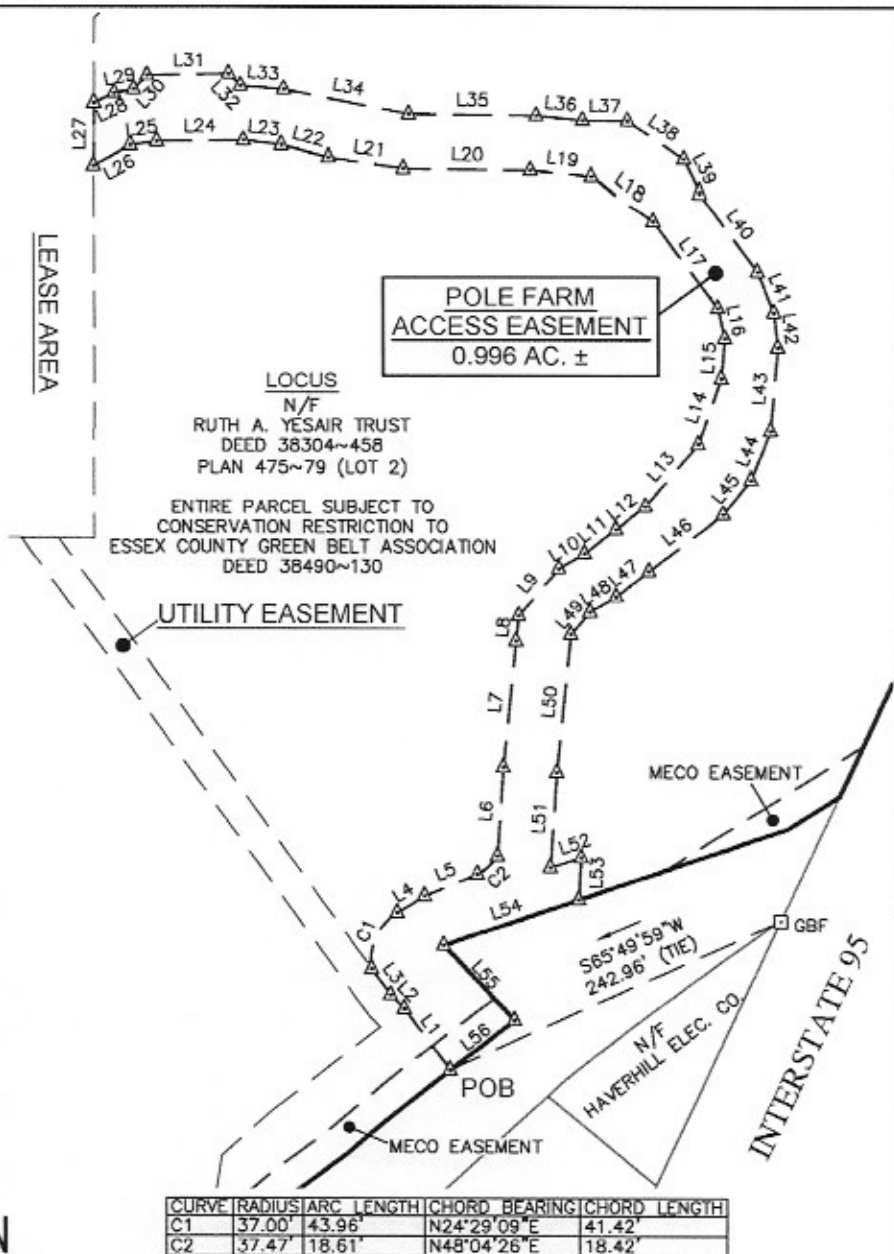 L31
L29
L28
L30
L32
L33
L34
L35
L36
L37
L38
L39
L40
L41
L42
L43
L44
L45
L46
L47
L48
L49
L50
L51
L52
L53
L54
L55
L56
L27
L26
L25
L24
L23
L22
L21
L20
L19
L18
L17
L16
L15
L14
L13
L12
L11
L10
L9
L8
L7
L6
C2
L5
L4
C1
L3
L2
L1
LEASE AREA
POLE FARM
ACCESS EASEMENT
0.996 AC. ±
LOCUS
N/F
RUTH A. YESAIR TRUST
DEED 38304~458
PLAN 475~79 (LOT 2)
ENTIRE PARCEL SUBJECT TO
CONSERVATION RESTRICTION TO
ESSEX COUNTY GREEN BELT ASSOCIATION
DEED 38490~130
UTILITY EASEMENT
MECO EASEMENT
GBF
S65°49'59"W
242.96' (TIE)
N/F
HAVERHILL ELEC. CO.
INTERSTATE 95
POB
MECO EASEMENT
N
CURVE RADIUS ARC LENGTH CHORD BEARING CHORD LENGTH
C1 37.00' 43.96' N24°29'09"E 41.42'
C2 37.47' 18.61' N48°04'26"E 18.42'